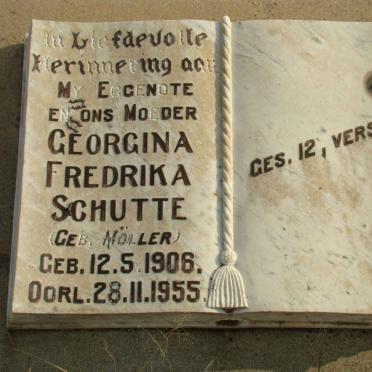 In Liefdevolle
Herinnering aan
My Eggenote
en ons Moeder
Georgina
Fredrika
Schutte
(Geb. Möller)
Geb. 12.5.1906.
Oorl. 28.11.1955.
Ges. 12, vers